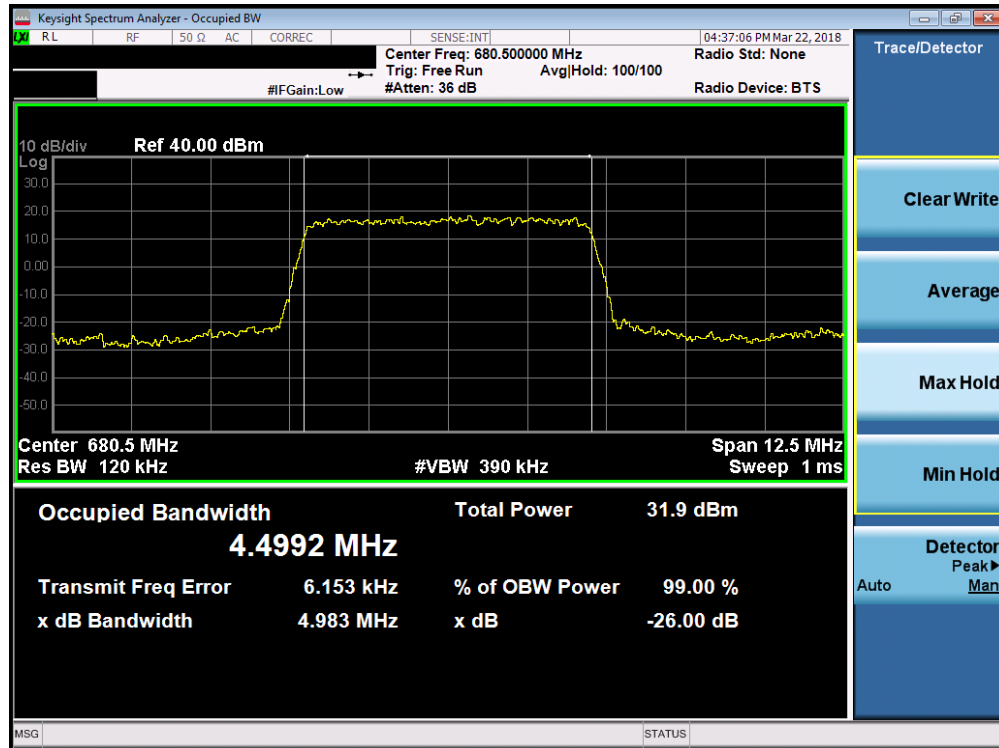 Keysight Spectrum Analyzer - Occupied BW
LXI RL RF 50 Ω AC CORREC SENSE:INT 04:37:06 PM Mar 22, 2018
Center Freq: 680.500000 MHz Radio Std: None
Trig: Free Run Avg|Hold: 100/100
#IFGain:Low #Atten: 36 dB Radio Device: BTS
10 dB/div Ref 40.00 dBm
Log
30.0
20.0
10.0
0.00
-10.0
-20.0
-30.0
-40.0
-50.0
Center 680.5 MHz Span 12.5 MHz
Res BW 120 kHz #VBW 390 kHz Sweep 1 ms
Occupied Bandwidth Total Power 31.9 dBm
4.4992 MHz
Transmit Freq Error 6.153 kHz % of OBW Power 99.00 %
x dB Bandwidth 4.983 MHz x dB -26.00 dB
MSG STATUS
Trace/Detector
Clear Write
Average
Max Hold
Min Hold
Detector
Peak▶
Auto Man